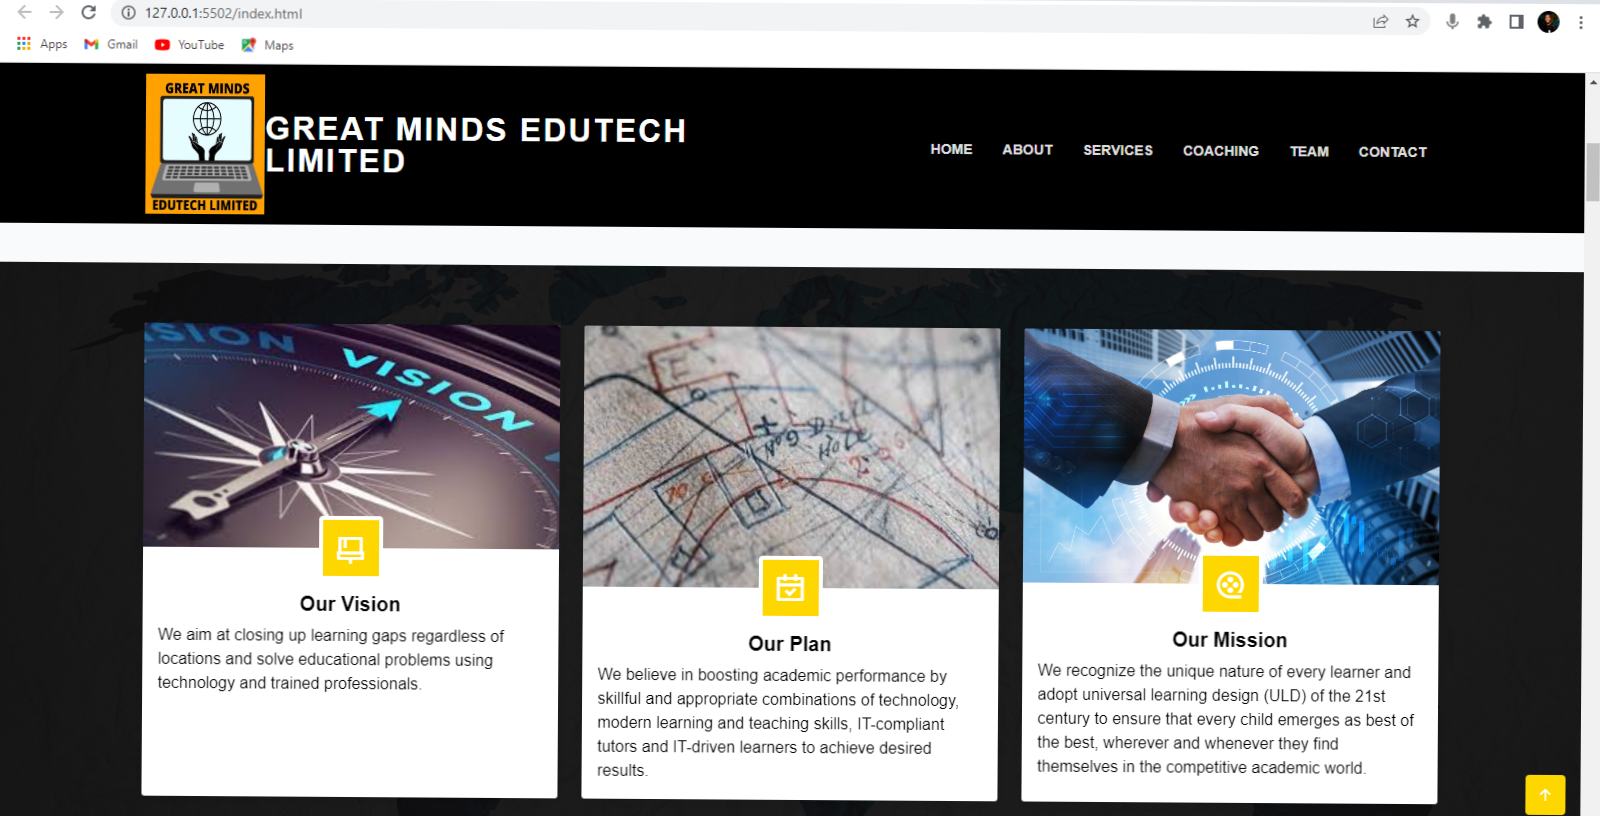 127.0.0.1:5502/index.html
Apps Gmail YouTube Maps
GREAT MINDS
EDUTECH LIMITED
GREAT MINDS EDUTECH
LIMITED
HOME ABOUT SERVICES COACHING TEAM CONTACT
VISION
VISION
E
Our Vision
We aim at closing up learning gaps regardless of
locations and solve educational problems using
technology and trained professionals.
Our Plan
We believe in boosting academic performance by
skillful and appropriate combinations of technology,
modern learning and teaching skills, IT-compliant
tutors and IT-driven learners to achieve desired
results.
Our Mission
We recognize the unique nature of every learner and
adopt universal learning design (ULD) of the 21st
century to ensure that every child emerges as best of
the best, wherever and whenever they find
themselves in the competitive academic world.